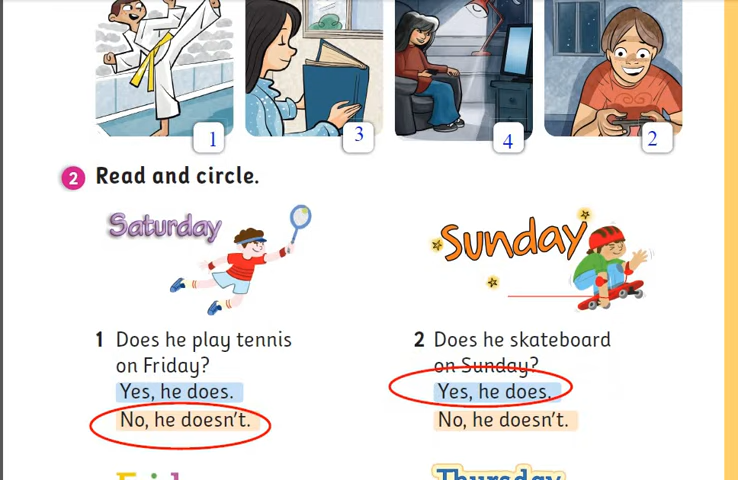 1
3
4
2
2 Read and circle.
Saturday
Sunday
1 Does he play tennis
on Friday?
Yes, he does.
No, he doesn't.
2 Does he skateboard
on Sunday?
Yes, he does.
No, he doesn't.
Thursday